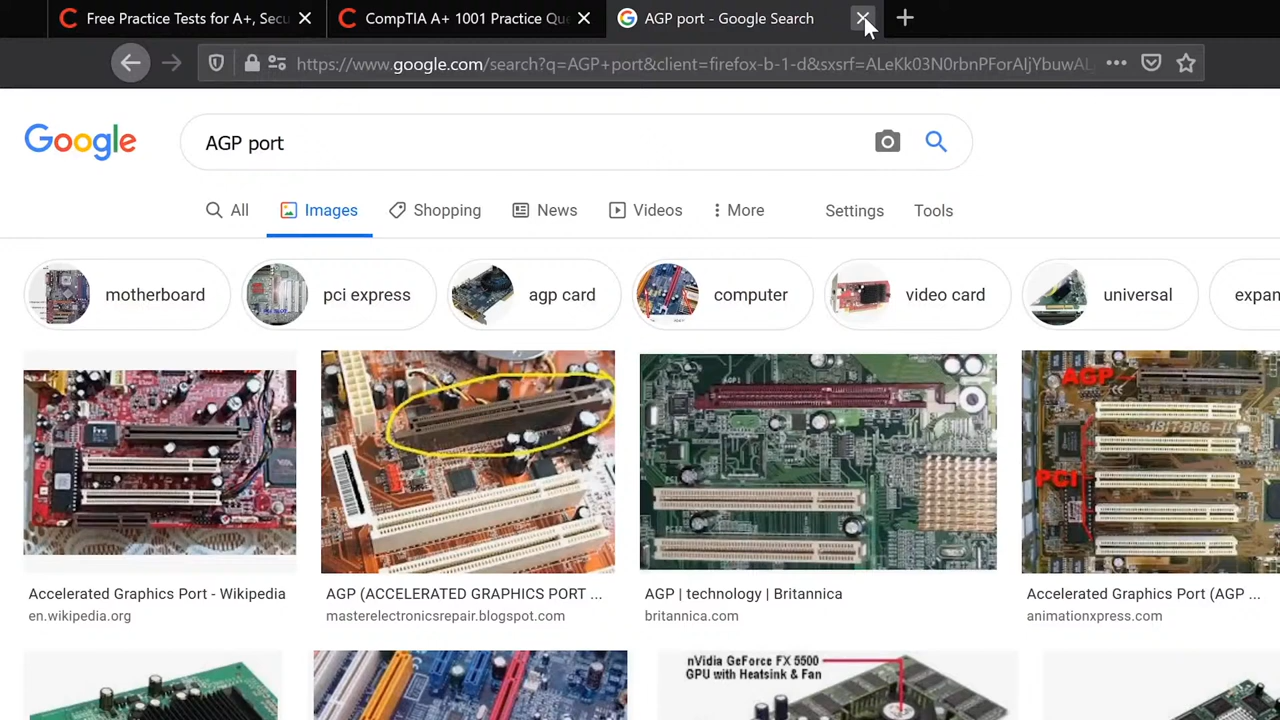 Free Practice Tests for A+, Secu
CompTIA A+ 1001 Practice Que
AGP port - Google Search
https://www.google.com/search?q=AGP+port&client=firefox-b-1-d&sxsrf=ALeKk03N0rbnPForAljYbuwAL
Google
AGP port
All
Images
Shopping
News
Videos
More
Settings
Tools
motherboard
pci express
agp card
computer
video card
universal
expan
AGP
PCI
Accelerated Graphics Port - Wikipedia
en.wikipedia.org
AGP (ACCELERATED GRAPHICS PORT ...
masterelectronicsrepair.blogspot.com
AGP | technology | Britannica
britannica.com
Accelerated Graphics Port (AGP ...
animationxpress.com
nVidia GeForce FX 5500
GPU with Heatsink & Fan